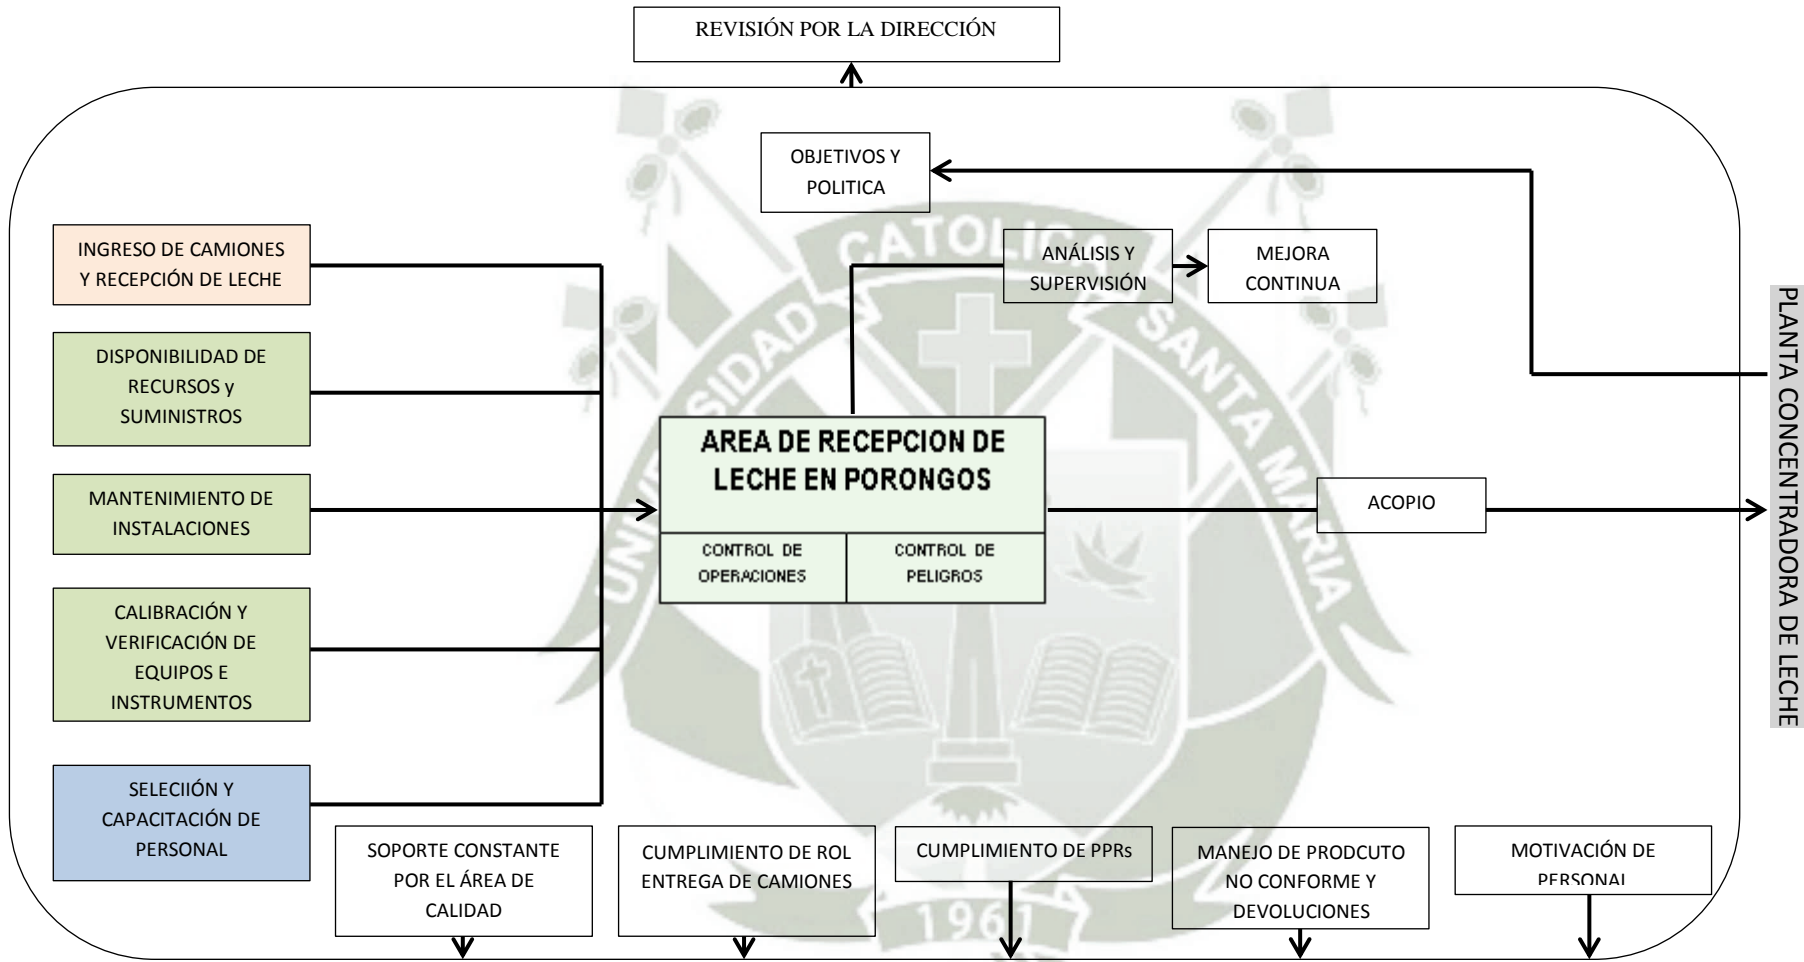 REVISIÓN POR LA DIRECCIÓN
OBJETIVOS Y
POLITICA
INGRESO DE CAMIONES
Y RECEPCIÓN DE LECHE
ANÁLISIS Y
SUPERVISIÓN
MEJORA
CONTINUA
DISPONIBILIDAD DE
RECURSOS y
SUMINISTROS
AREA DE RECEPCION DE
LECHE EN PORONGOS
CONTROL DE
OPERACIONES
CONTROL DE
PELIGROS
MANTENIMIENTO DE
INSTALACIONES
ACOPIO
PLANTA CONCENTRADORA DE LECHE
CALIBRACIÓN Y
VERIFICACIÓN DE
EQUIPOS E
INSTRUMENTOS
SELECIIÓN Y
CAPACITACIÓN DE
PERSONAL
SOPORTE CONSTANTE
POR EL ÁREA DE
CALIDAD
CUMPLIMIENTO DE ROL
ENTREGA DE CAMIONES
CUMPLIMIENTO DE PPRs
MANEJO DE PRODCUTO
NO CONFORME Y
DEVOLUCIONES
MOTIVACIÓN DE
PERSONAL
UNIVERSIDAD CATOLICA SANTA MARIA
1961